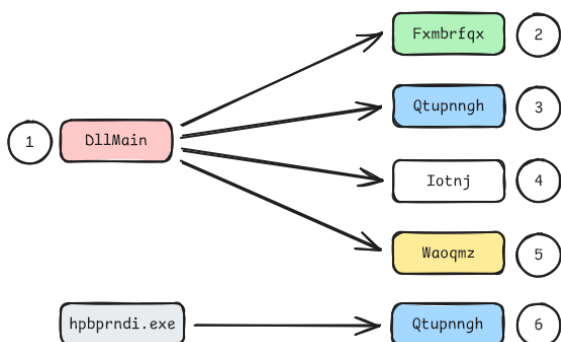 Fxmbrfqx 2
Qtupnngh 3
1 DllMain
Iotnj 4
Waoqmz 5
hpbprndi.exe Qtupnngh 6